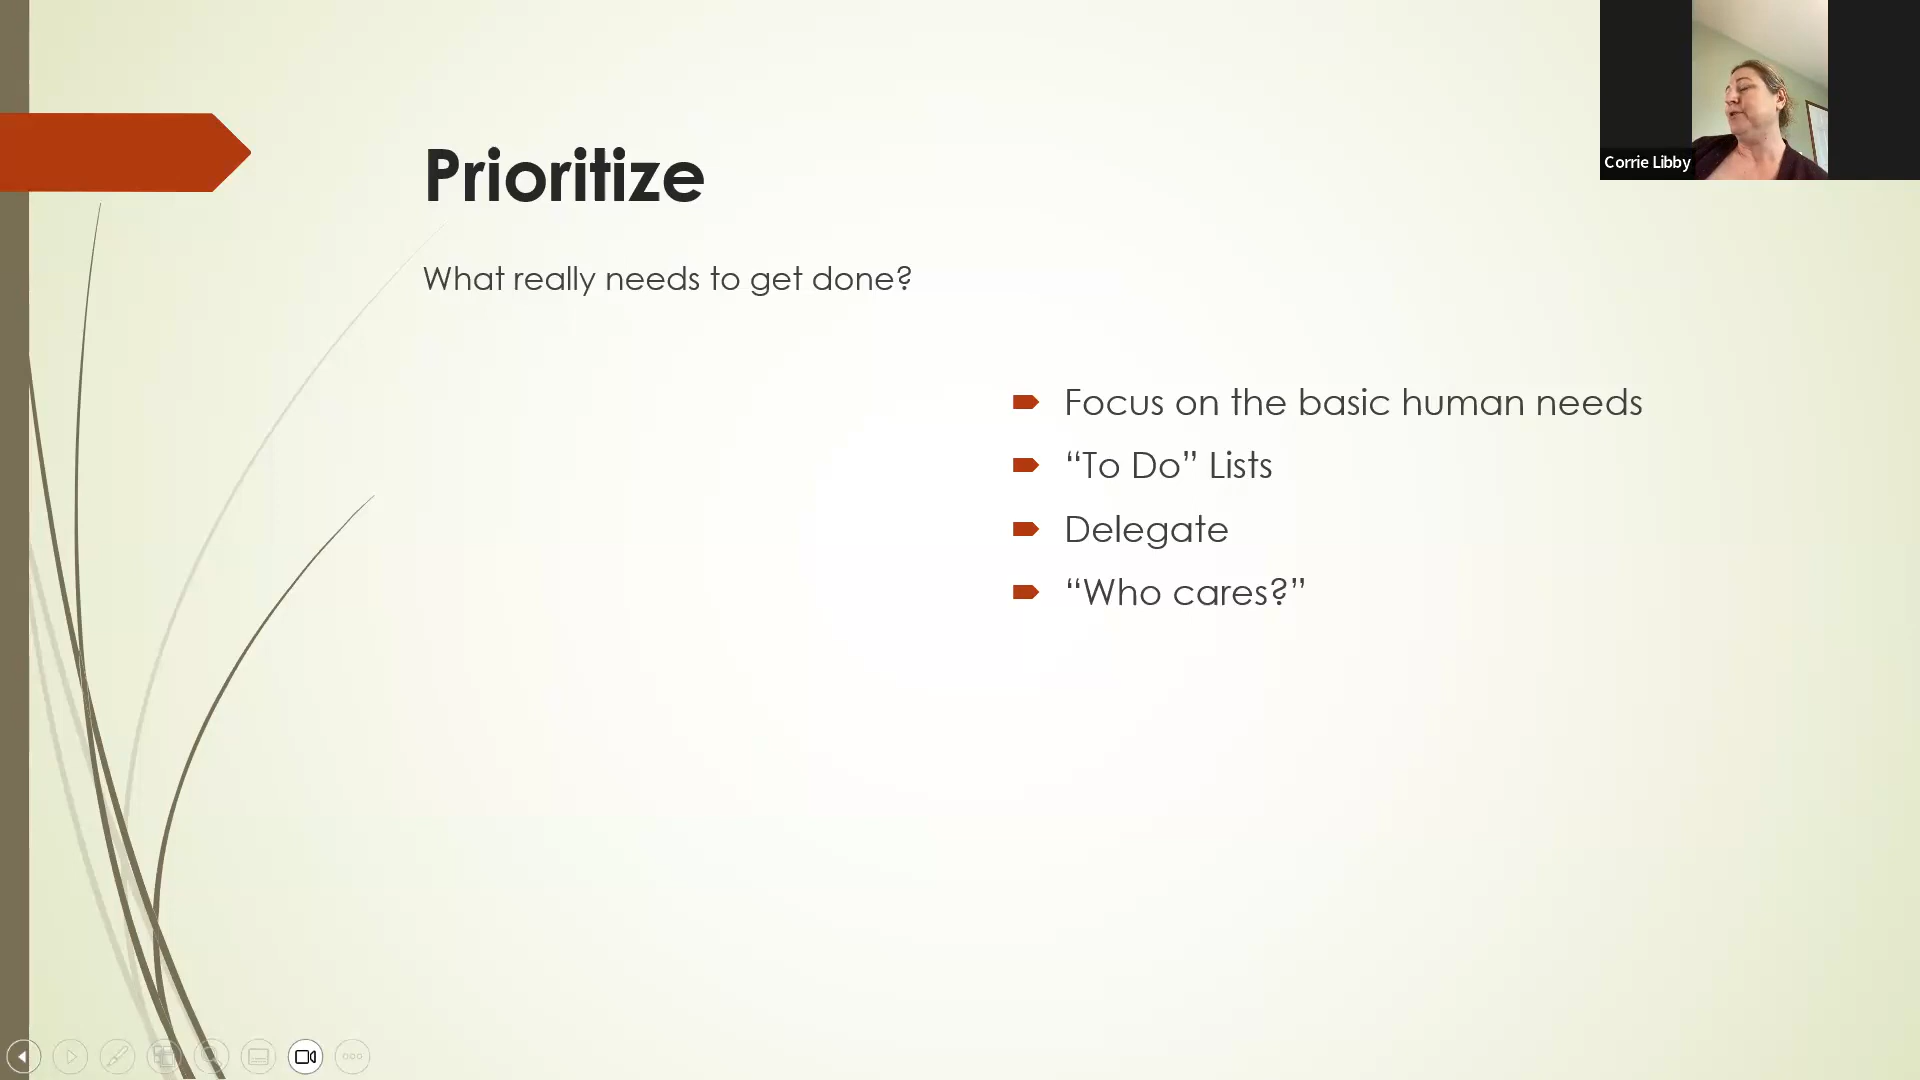 Prioritize
What really needs to get done?
Focus on the basic human needs
“To Do” Lists
Delegate
“Who cares?”
Corrie Libby